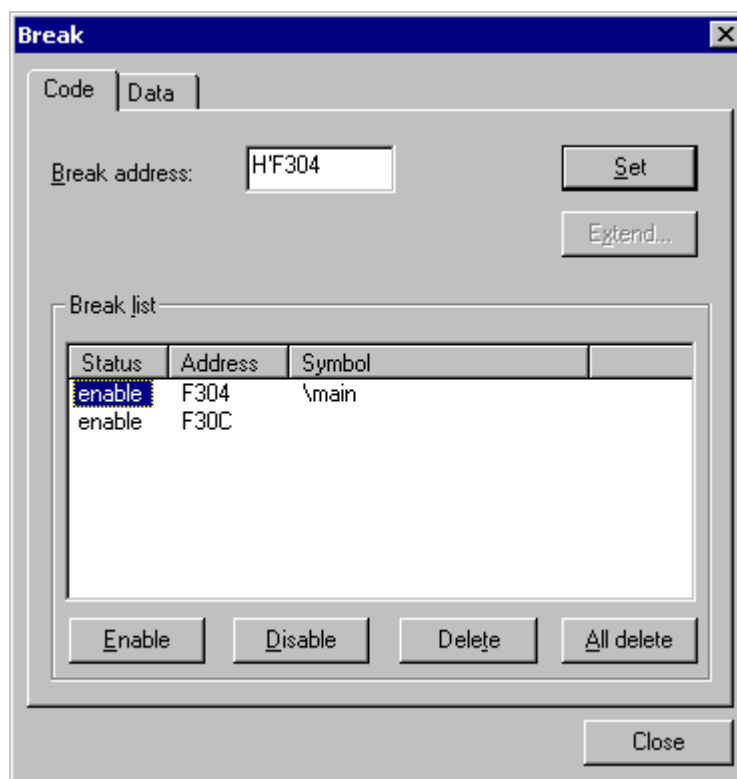 Break
Code Data
Break address: H'F304 Set
Extend...
Break list
Status Address Symbol
enable F304 \main
enable F30C
Enable Disable Delete All delete
Close